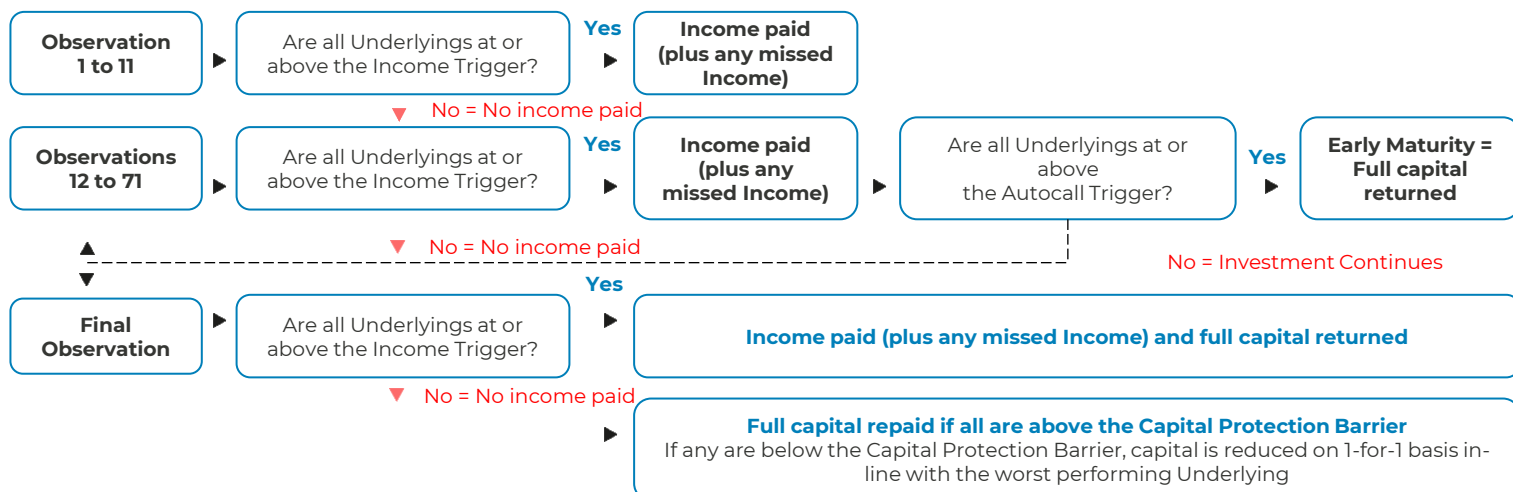 Observation
1 to 11
Are all Underlyings at or
above the Income Trigger?
Yes
Income paid
(plus any missed
Income)
No = No income paid
Observations
12 to 71
Are all Underlyings at or
above the Income Trigger?
Yes
Income paid
(plus any
missed Income)
Are all Underlyings at or
above
the Autocall Trigger?
Yes
Early Maturity =
Full capital
returned
No = No income paid
No = Investment Continues
Final
Observation
Are all Underlyings at or
above the Income Trigger?
Yes
Income paid (plus any missed Income) and full capital returned
No = No income paid
Full capital repaid if all are above the Capital Protection Barrier
If any are below the Capital Protection Barrier, capital is reduced on 1-for-1 basis in-
line with the worst performing Underlying